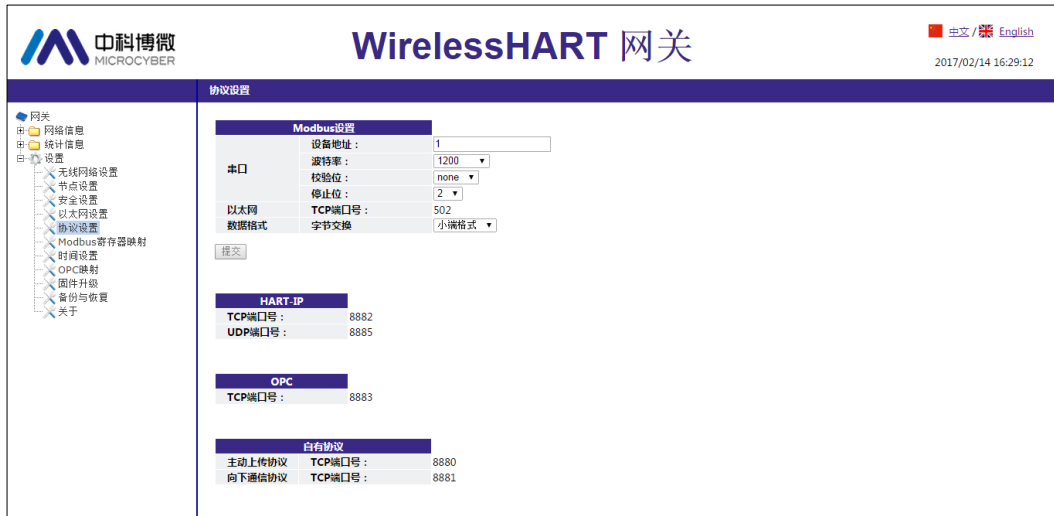 中科博微
MICROCYBER
WirelessHART 网关
中文 / English
2017/02/14 16:29:12
协议设置
网关
网络信息
统计信息
设置
无线网络设置
节点设置
安全设置
以太网设置
协议设置
Modbus寄存器映射
时间设置
OPC映射
固件升级
备份与恢复
关于
Modbus设置
串口
设备地址： 1
波特率： 1200
校验位： none
停止位： 2
以太网 TCP端口号： 502
数据格式 字节交换 小端格式
提交
HART-IP
TCP端口号： 8882
UDP端口号： 8885
OPC
TCP端口号： 8883
自有协议
主动上传协议 TCP端口号： 8880
向下通信协议 TCP端口号： 8881